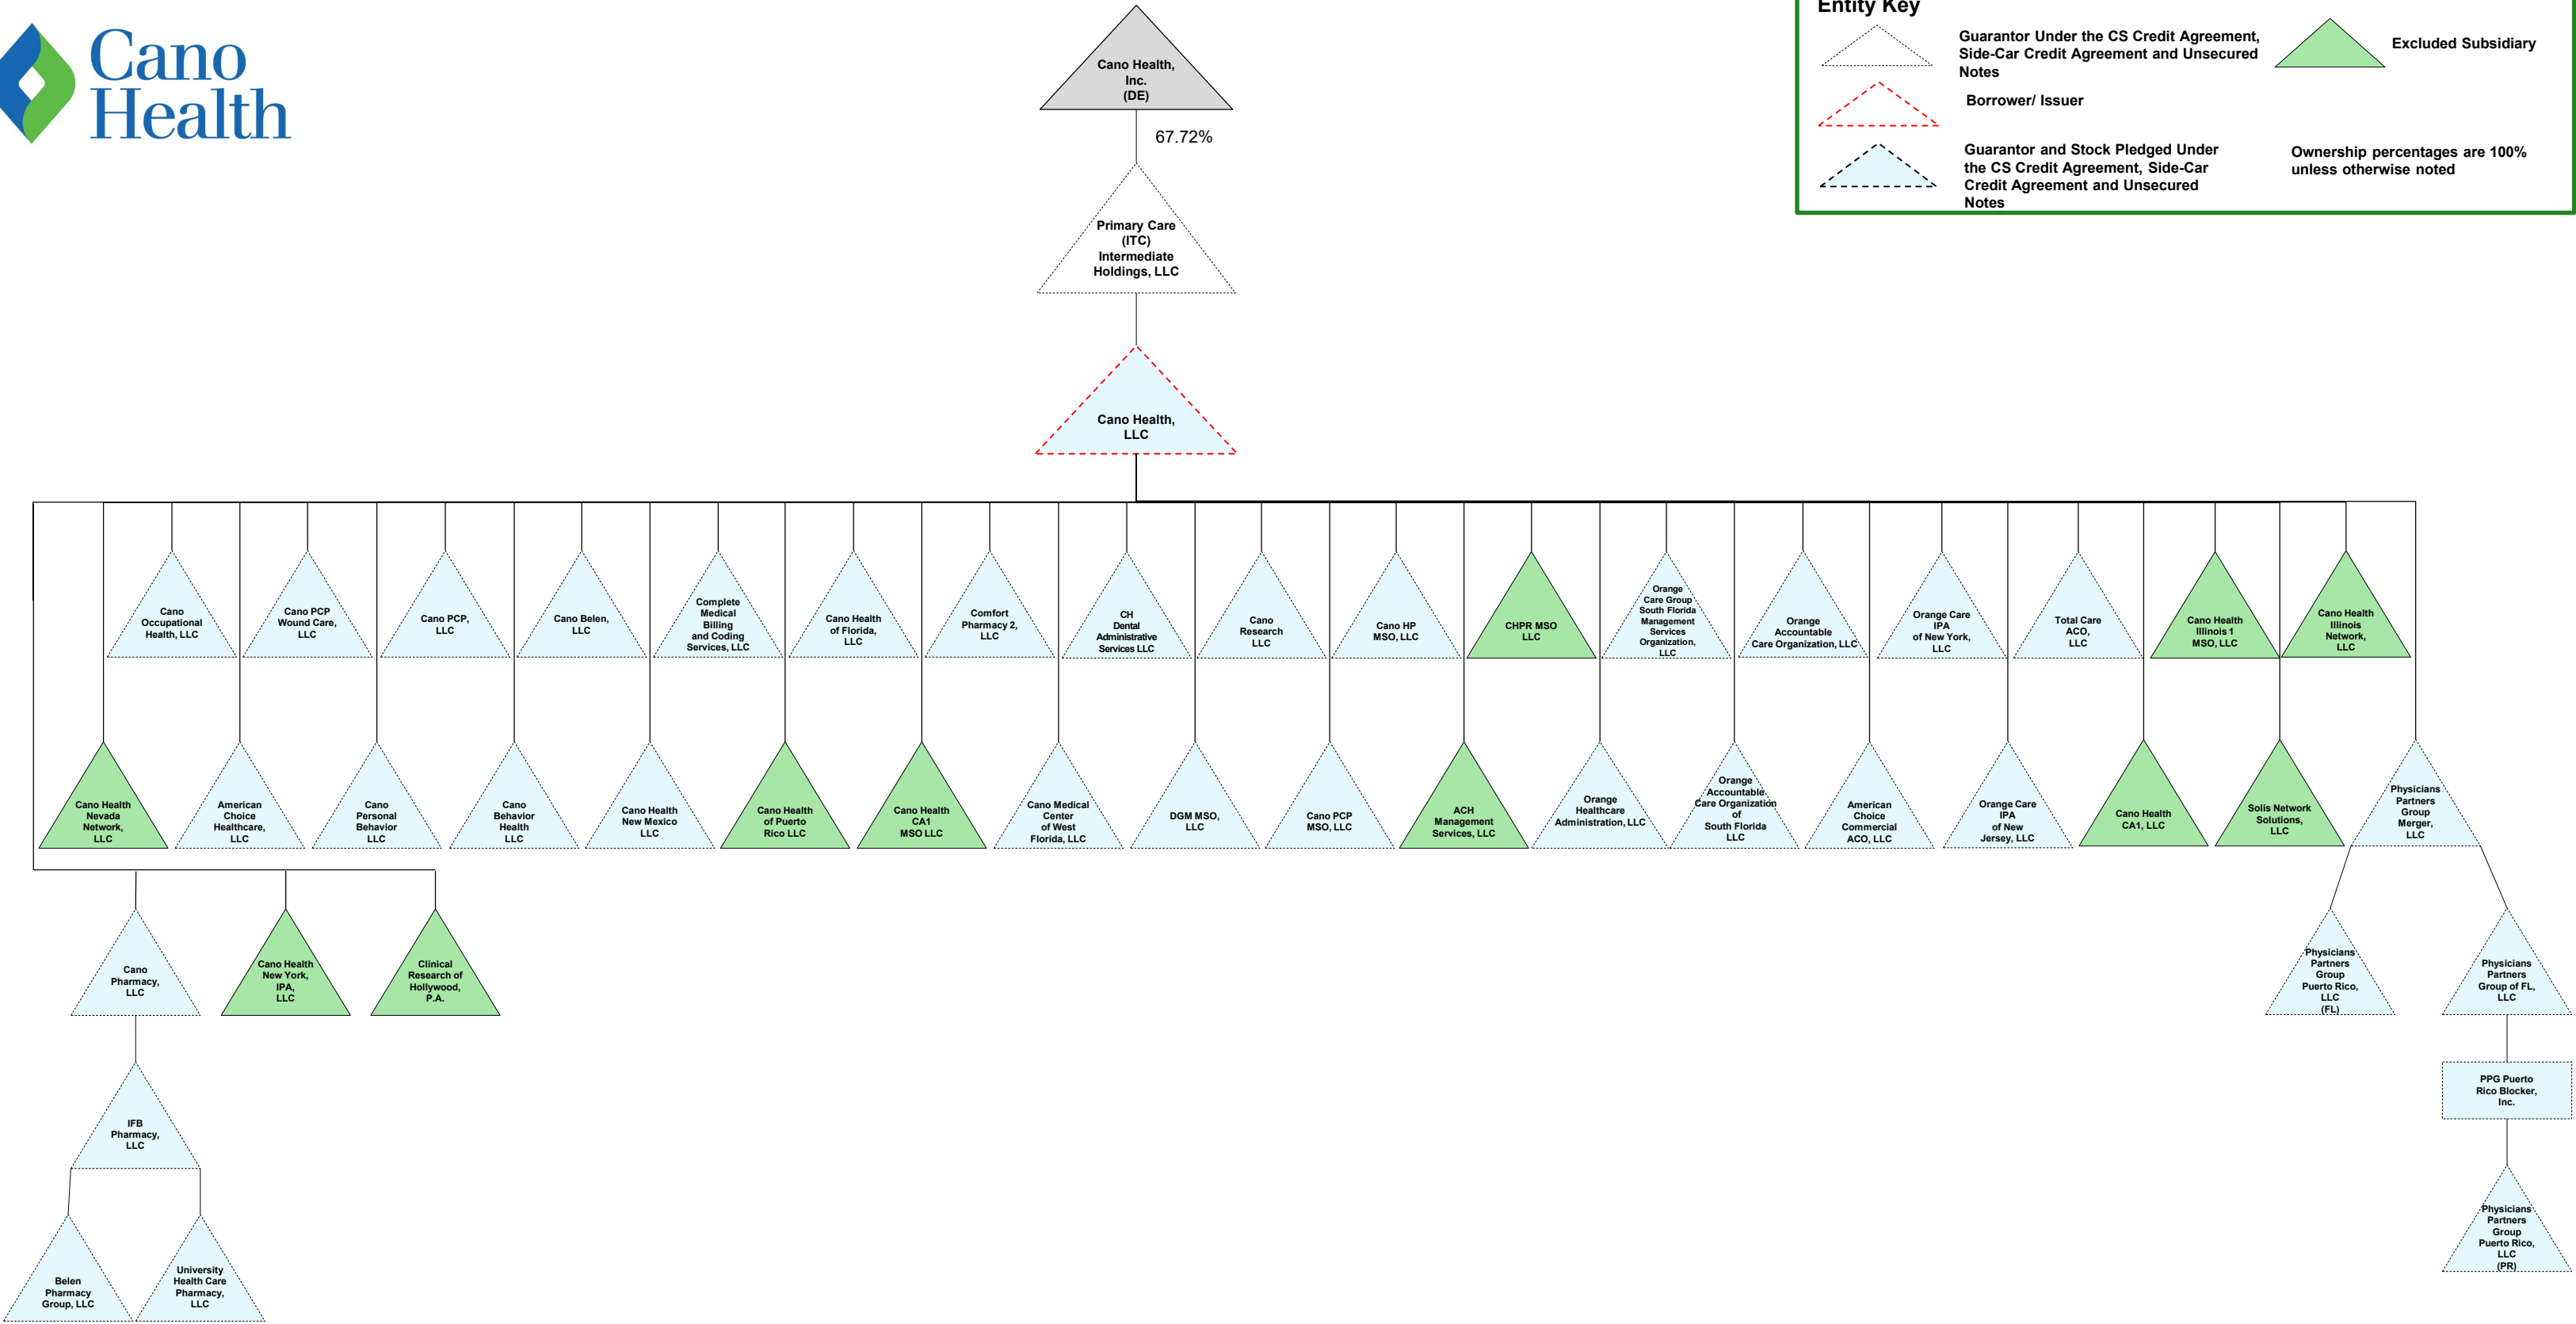 Cano
Health
Entity Key
Guarantor Under the CS Credit Agreement,
Side-Car Credit Agreement and Unsecured
Notes
Excluded Subsidiary
Borrower/ Issuer
Guarantor and Stock Pledged Under
the CS Credit Agreement, Side-Car
Credit Agreement and Unsecured
Notes
Ownership percentages are 100%
unless otherwise noted
Cano Health,
Inc.
(DE)
67.72%
Primary Care
(ITC)
Intermediate
Holdings, LLC
Cano Health,
LLC
Cano
Occupational
Health, LLC
Cano PCP
Wound Care,
LLC
Cano PCP,
LLC
Cano Belen,
LLC
Complete
Medical
Billing
and Coding
Services, LLC
Cano Health
of Florida,
LLC
Comfort
Pharmacy 2,
LLC
CH
Dental
Administrative
Services LLC
Cano
Research
LLC
Cano HP
MSO, LLC
CHPR MSO
LLC
Orange
Care Group
South Florida
Management
Services
Organization,
LLC
Orange
Accountable
Care Organization, LLC
Orange Care
IPA
of New York,
LLC
Total Care
ACO,
LLC
Cano Health
Illinois 1
MSO, LLC
Cano Health
Illinois
Network,
LLC
Cano Health
Nevada
Network,
LLC
American
Choice
Healthcare,
LLC
Cano
Personal
Behavior
LLC
Cano
Behavior
Health
LLC
Cano Health
New Mexico
LLC
Cano Health
of Puerto
Rico LLC
Cano Health
CA1
MSO LLC
Cano Medical
Center
of West
Florida, LLC
DGM MSO,
LLC
Cano PCP
MSO, LLC
ACH
Management
Services, LLC
Orange
Healthcare
Administration, LLC
Orange
Accountable
Care Organization
of
South Florida
LLC
American
Choice
Commercial
ACO, LLC
Orange Care
IPA
of New
Jersey, LLC
Cano Health
CA1, LLC
Solis Network
Solutions,
LLC
Physicians
Partners
Group
Merger,
LLC
Cano
Pharmacy,
LLC
Cano Health
New York,
IPA,
LLC
Clinical
Research of
Hollywood,
P.A.
Physicians
Partners
Group
Puerto Rico,
LLC
(FL)
Physicians
Partners
Group of FL,
LLC
IFB
Pharmacy,
LLC
PPG Puerto
Rico Blocker,
Inc.
Belen
Pharmacy
Group, LLC
University
Health Care
Pharmacy,
LLC
Physicians
Partners
Group
Puerto Rico,
LLC
(PR)